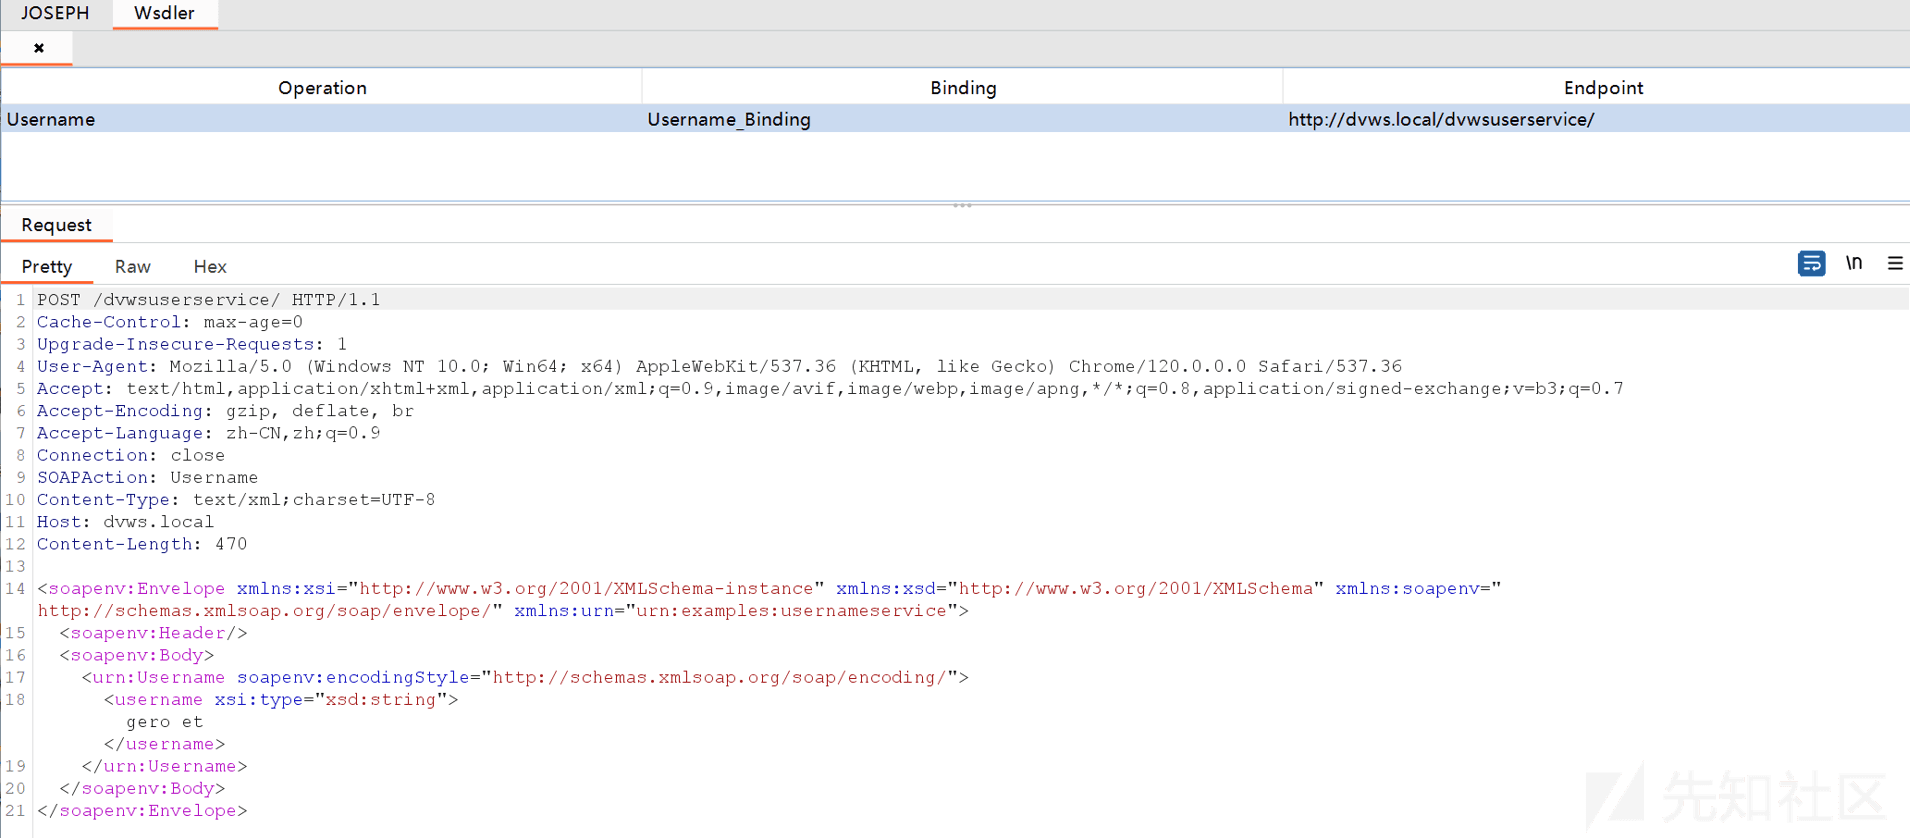 JOSEPH Wsdler
×
Operation Binding Endpoint
Username Username_Binding http://dvws.local/dvwsuserservice/
Request
Pretty Raw Hex \n
1 POST /dvwsuserservice/ HTTP/1.1
2 Cache-Control: max-age=0
3 Upgrade-Insecure-Requests: 1
4 User-Agent: Mozilla/5.0 (Windows NT 10.0; Win64; x64) AppleWebKit/537.36 (KHTML, like Gecko) Chrome/120.0.0.0 Safari/537.36
5 Accept: text/html,application/xhtml+xml,application/xml;q=0.9,image/avif,image/webp,image/apng,*/*;q=0.8,application/signed-exchange;v=b3;q=0.7
6 Accept-Encoding: gzip, deflate, br
7 Accept-Language: zh-CN,zh;q=0.9
8 Connection: close
9 SOAPAction: Username
10 Content-Type: text/xml;charset=UTF-8
11 Host: dvws.local
12 Content-Length: 470
13
14 <soapenv:Envelope xmlns:xsi="http://www.w3.org/2001/XMLSchema-instance" xmlns:xsd="http://www.w3.org/2001/XMLSchema" xmlns:soapenv="
http://schemas.xmlsoap.org/soap/envelope/" xmlns:urn="urn:examples:usernameservice">
15 <soapenv:Header/>
16 <soapenv:Body>
17 <urn:Username soapenv:encodingStyle="http://schemas.xmlsoap.org/soap/encoding/">
18 <username xsi:type="xsd:string">
gero et
</username>
19 </urn:Username>
20 </soapenv:Body>
21 </soapenv:Envelope>
先知社区